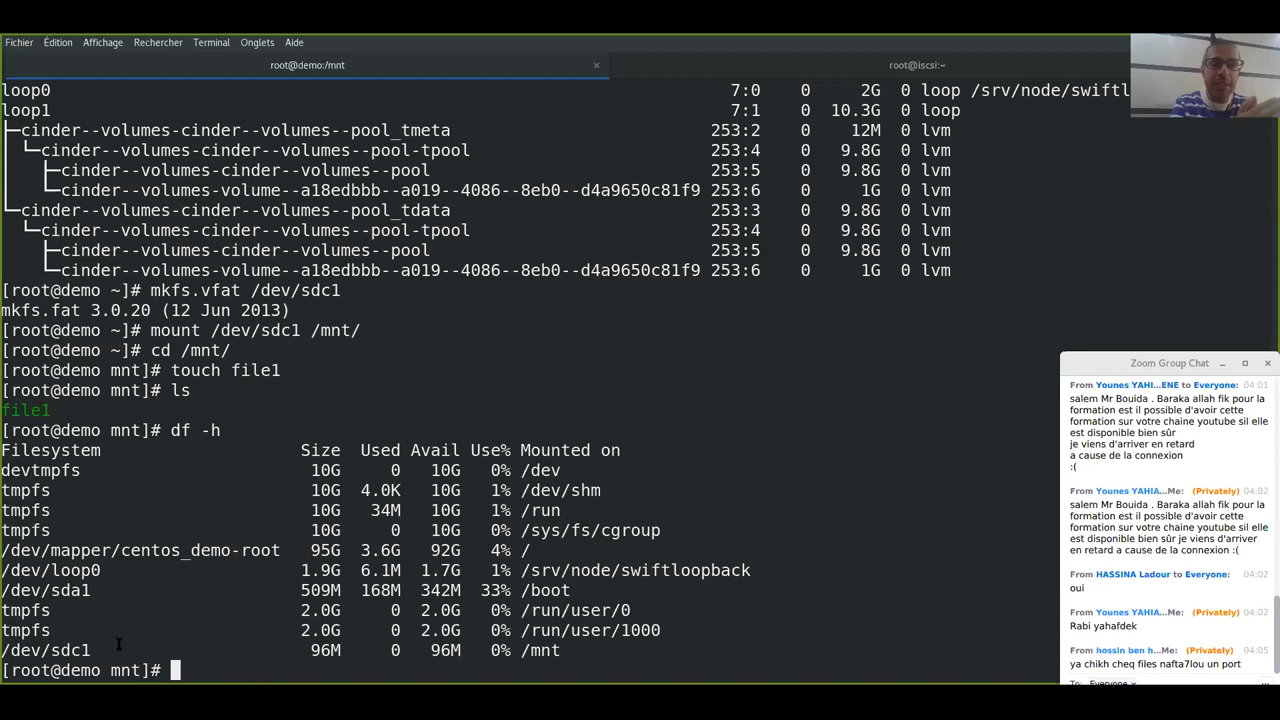 Fichier Édition Affichage Rechercher Terminal Onglets Aide
root@demo:/mnt × root@iscsi:~
loop0 7:0 0 2G loop /srv/node/swiftl
loop1 7:1 0 10.3G 0 loop
├─cinder--volumes-cinder--volumes--pool_tmeta 253:2 0 12M 0 lvm
│ └─cinder--volumes-cinder--volumes--pool-tpool 253:4 0 9.8G 0 lvm
│ ├─cinder--volumes-cinder--volumes--pool 253:5 0 9.8G 0 lvm
│ └─cinder--volumes-volume--a18edbbb--a019--4086--8eb0--d4a9650c81f9 253:6 0 1G 0 lvm
└─cinder--volumes-cinder--volumes--pool_tdata 253:3 0 9.8G 0 lvm
└─cinder--volumes-cinder--volumes--pool-tpool 253:4 0 9.8G 0 lvm
├─cinder--volumes-cinder--volumes--pool 253:5 0 9.8G 0 lvm
└─cinder--volumes-volume--a18edbbb--a019--4086--8eb0--d4a9650c81f9 253:6 0 1G 0 lvm
[root@demo ~]# mkfs.vfat /dev/sdc1
mkfs.fat 3.0.20 (12 Jun 2013)
[root@demo ~]# mount /dev/sdc1 /mnt/
[root@demo ~]# cd /mnt/
[root@demo mnt]# touch file1
[root@demo mnt]# ls
file1
[root@demo mnt]# df -h
Filesystem Size Used Avail Use% Mounted on
devtmpfs 10G 0 10G 0% /dev
tmpfs 10G 4.0K 10G 1% /dev/shm
tmpfs 10G 34M 10G 1% /run
tmpfs 10G 0 10G 0% /sys/fs/cgroup
/dev/mapper/centos_demo-root 95G 3.6G 92G 4% /
/dev/loop0 1.9G 6.1M 1.7G 1% /srv/node/swiftloopback
/dev/sda1 509M 168M 342M 33% /boot
tmpfs 2.0G 0 2.0G 0% /run/user/0
tmpfs 2.0G 0 2.0G 0% /run/user/1000
/dev/sdc1 96M 0 96M 0% /mnt
[root@demo mnt]#
Zoom Group Chat
From Younes YAHI...ENE to Everyone: 04:01
salem Mr Bouida . Baraka allah fik pour la
formation est il possible d'avoir cette
formation sur votre chaine youtube sil elle
est disponible bien sûr
je viens d'arriver en retard
a cause de la connexion
:(
From Younes YAHIA...Me: (Privately) 04:02
salem Mr Bouida . Baraka allah fik pour la
formation est il possible d'avoir cette
formation sur votre chaine youtube sil elle
est disponible bien sûr je viens d'arriver
en retard a cause de la connexion :(
From HASSINA Ladour to Everyone: 04:02
oui
From Younes YAHIA...Me: (Privately) 04:02
Rabi yahafdek
From hossin ben h...Me: (Privately) 04:05
ya chikh cheq files nafta7lou un port
To: Everyone